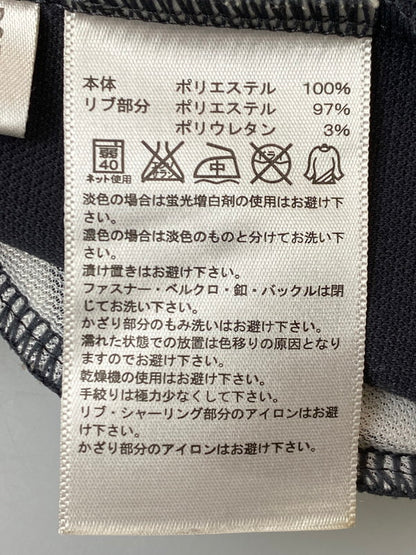 本体 ポリエステル 100%
リブ部分 ポリエステル 97%
ポリウレタン 3%
弱
40
エンソ
サラシ
中
ドライ
ネット使用
淡色の場合は蛍光増白剤の使用はお避け下さい。
濃色の場合は淡色のものと分けてお洗い下さい。
漬け置きはお避け下さい。
ファスナー・ベルクロ・釦・バックルは閉じてお洗い下さい。
かざり部分のもみ洗いはお避け下さい。
濡れた状態での放置は色移りの原因となりますのでお避け下さい。
乾燥機の使用はお避け下さい。
手絞りは極力少なくして下さい。
リブ・シャーリング部分のアイロンはお避け下さい。
かざり部分のアイロンはお避け下さい。